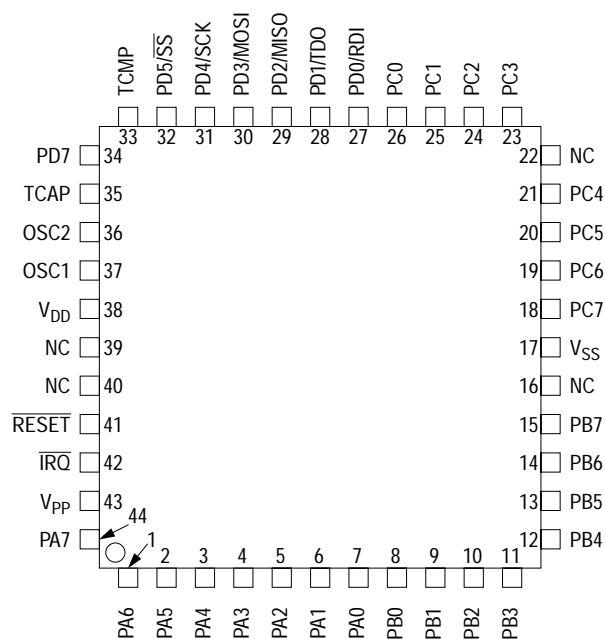 TCMP
PD5/S̅S̅
PD4/SCK
PD3/MOSI
PD2/MISO
PD1/TDO
PD0/RDI
PC0
PC1
PC2
PC3
33 32 31 30 29 28 27 26 25 24 23
PD7 34
TCAP 35
OSC2 36
OSC1 37
VDD 38
NC 39
NC 40
R̅E̅S̅E̅T̅ 41
I̅R̅Q̅ 42
VPP 43
PA7 44
22 NC
21 PC4
20 PC5
19 PC6
18 PC7
17 VSS
16 NC
15 PB7
14 PB6
13 PB5
12 PB4
1 2 3 4 5 6 7 8 9 10 11
PA6
PA5
PA4
PA3
PA2
PA1
PA0
PB0
PB1
PB2
PB3